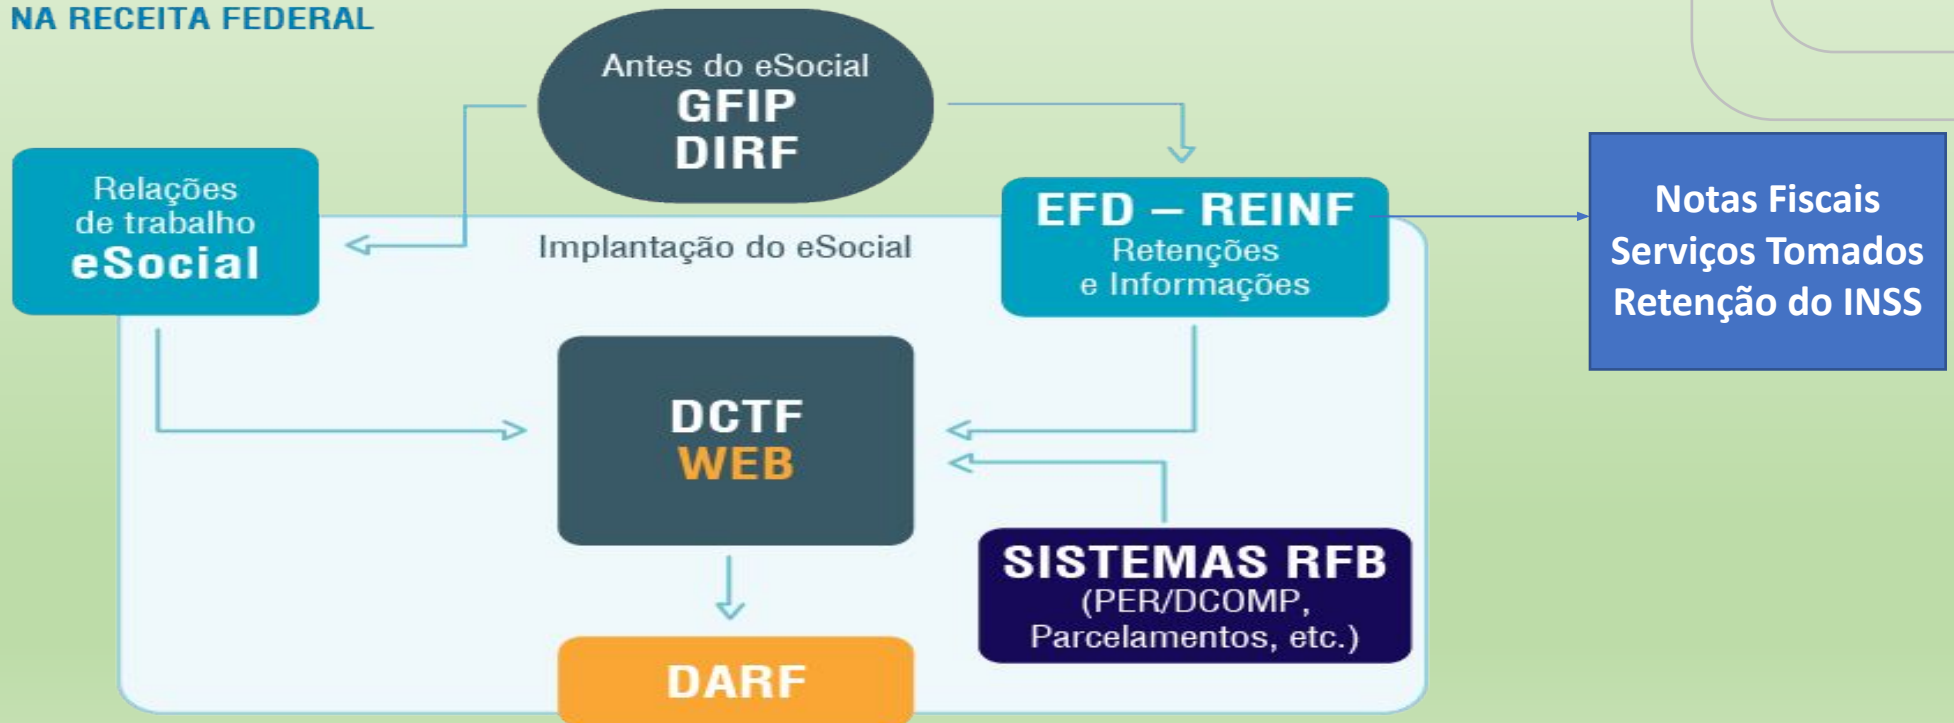 NA RECEITA FEDERAL
Antes do eSocial
GFIP
DIRF
Relações
de trabalho
eSocial
Implantação do eSocial
EFD – REINF
Retenções
e Informações
Notas Fiscais
Serviços Tomados
Retenção do INSS
DCTF
WEB
SISTEMAS RFB
(PER/DCOMP,
Parcelamentos, etc.)
DARF